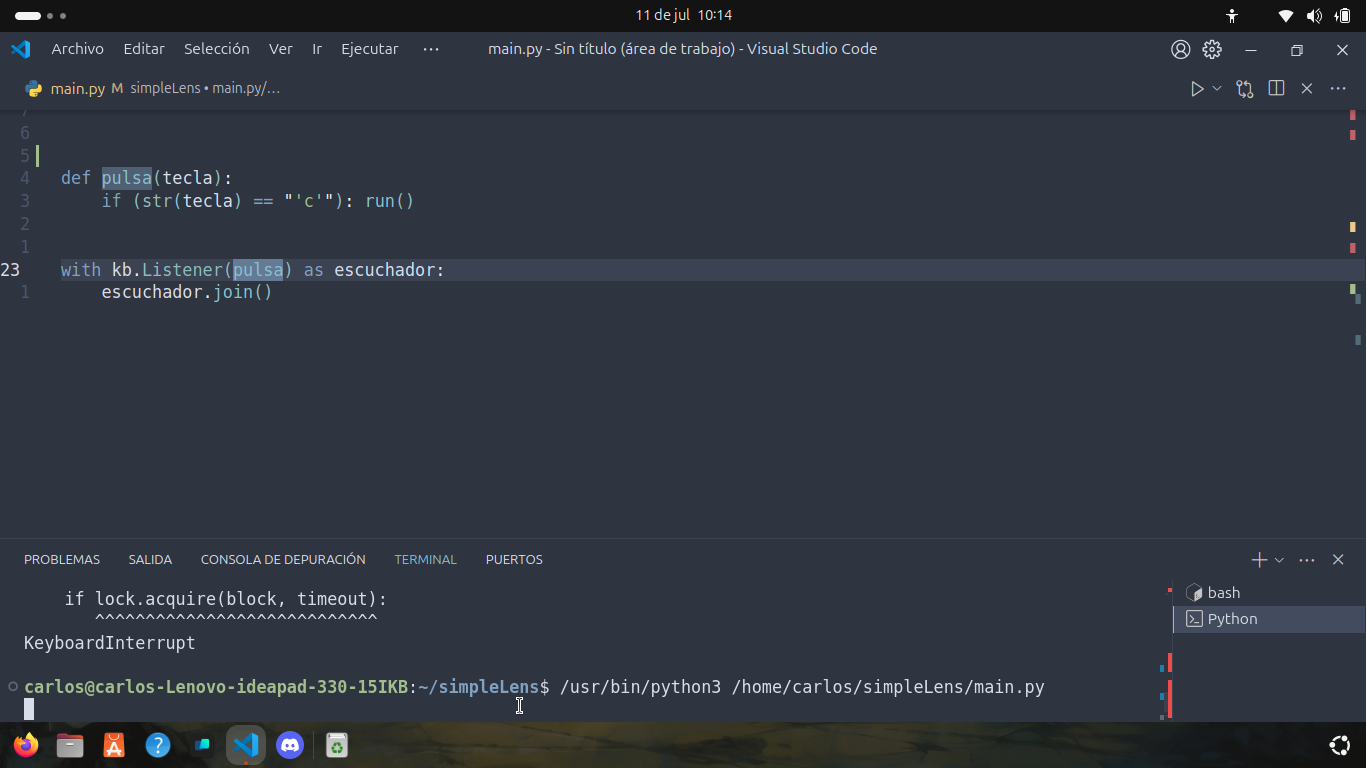 11 de jul 10:14
Archivo Editar Selección Ver Ir Ejecutar ··· main.py - Sin título (área de trabajo) - Visual Studio Code
main.py M simpleLens • main.py/…
7
6
5
4 def pulsa(tecla):
3 if (str(tecla) == "'c'"): run()
2
1
23 with kb.Listener(pulsa) as escuchador:
1 escuchador.join()
PROBLEMAS SALIDA CONSOLA DE DEPURACIÓN TERMINAL PUERTOS
if lock.acquire(block, timeout):
^^^^^^^^^^^^^^^^^^^^^^^^^^^^
KeyboardInterrupt
carlos@carlos-Lenovo-ideapad-330-15IKB:~/simpleLens$ /usr/bin/python3 /home/carlos/simpleLens/main.py
bash
Python